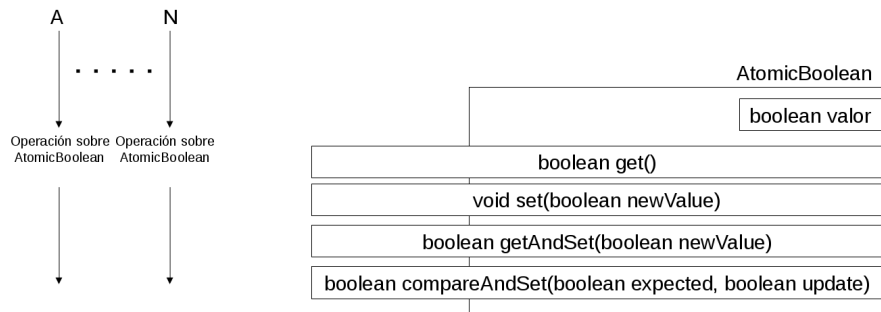 A N
Operación sobre
AtomicBoolean
Operación sobre
AtomicBoolean
AtomicBoolean
boolean valor
boolean get()
void set(boolean newValue)
boolean getAndSet(boolean newValue)
boolean compareAndSet(boolean expected, boolean update)